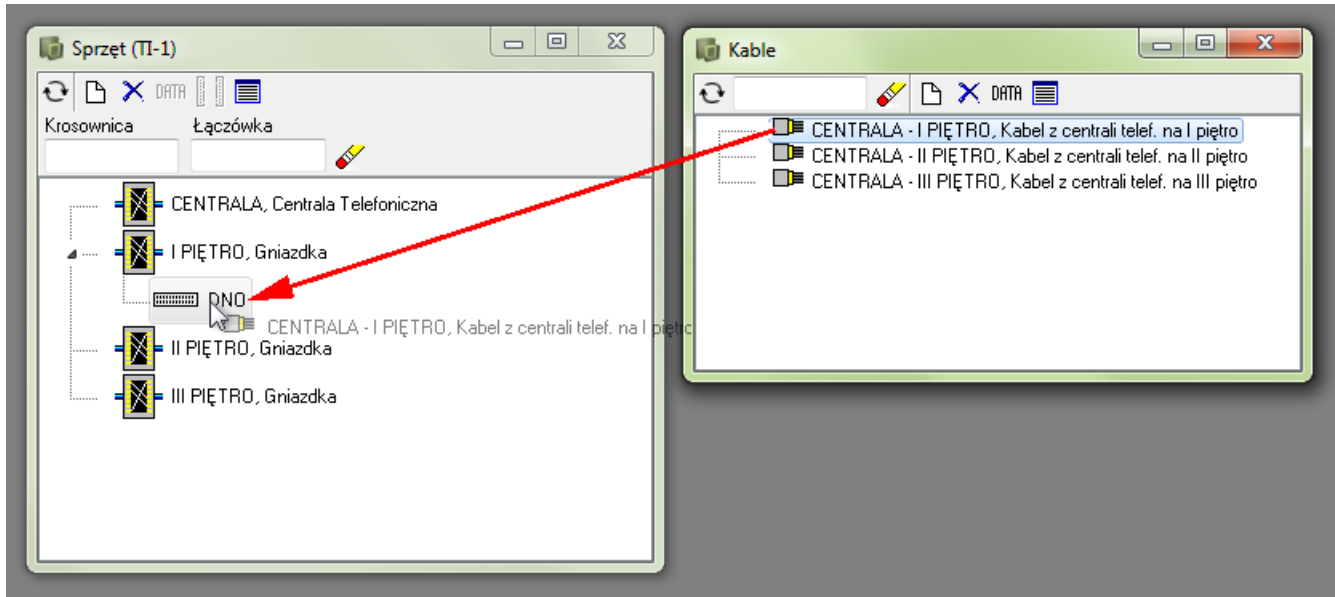 Sprzęt (TI-1)
DATA
Krosownica Łączówka
CENTRALA, Centrala Telefoniczna
I PIĘTRO, Gniazdka
DNO
CENTRALA - I PIĘTRO, Kabel z centrali telef. na I piętro
II PIĘTRO, Gniazdka
III PIĘTRO, Gniazdka
Kable
DATA
CENTRALA - I PIĘTRO, Kabel z centrali telef. na I piętro
CENTRALA - II PIĘTRO, Kabel z centrali telef. na II piętro
CENTRALA - III PIĘTRO, Kabel z centrali telef. na III piętro